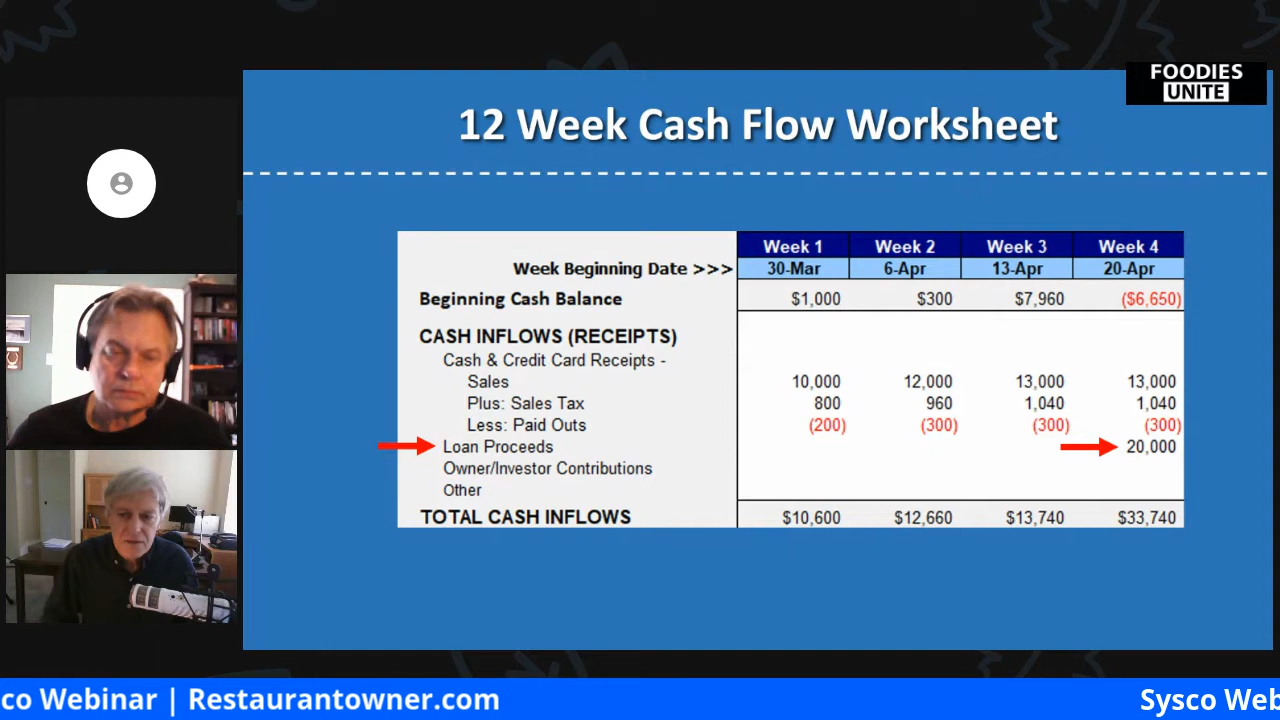 FOODIES
UNITE
12 Week Cash Flow Worksheet
Week 1 Week 2 Week 3 Week 4
Week Beginning Date >>> 30-Mar 6-Apr 13-Apr 20-Apr
Beginning Cash Balance $1,000 $300 $7,960 ($6,650)
CASH INFLOWS (RECEIPTS)
Cash & Credit Card Receipts -
Sales 10,000 12,000 13,000 13,000
Plus: Sales Tax 800 960 1,040 1,040
Less: Paid Outs (200) (300) (300) (300)
Loan Proceeds 20,000
Owner/Investor Contributions
Other
TOTAL CASH INFLOWS $10,600 $12,660 $13,740 $33,740
co Webinar | Restaurantowner.com Sysco Web